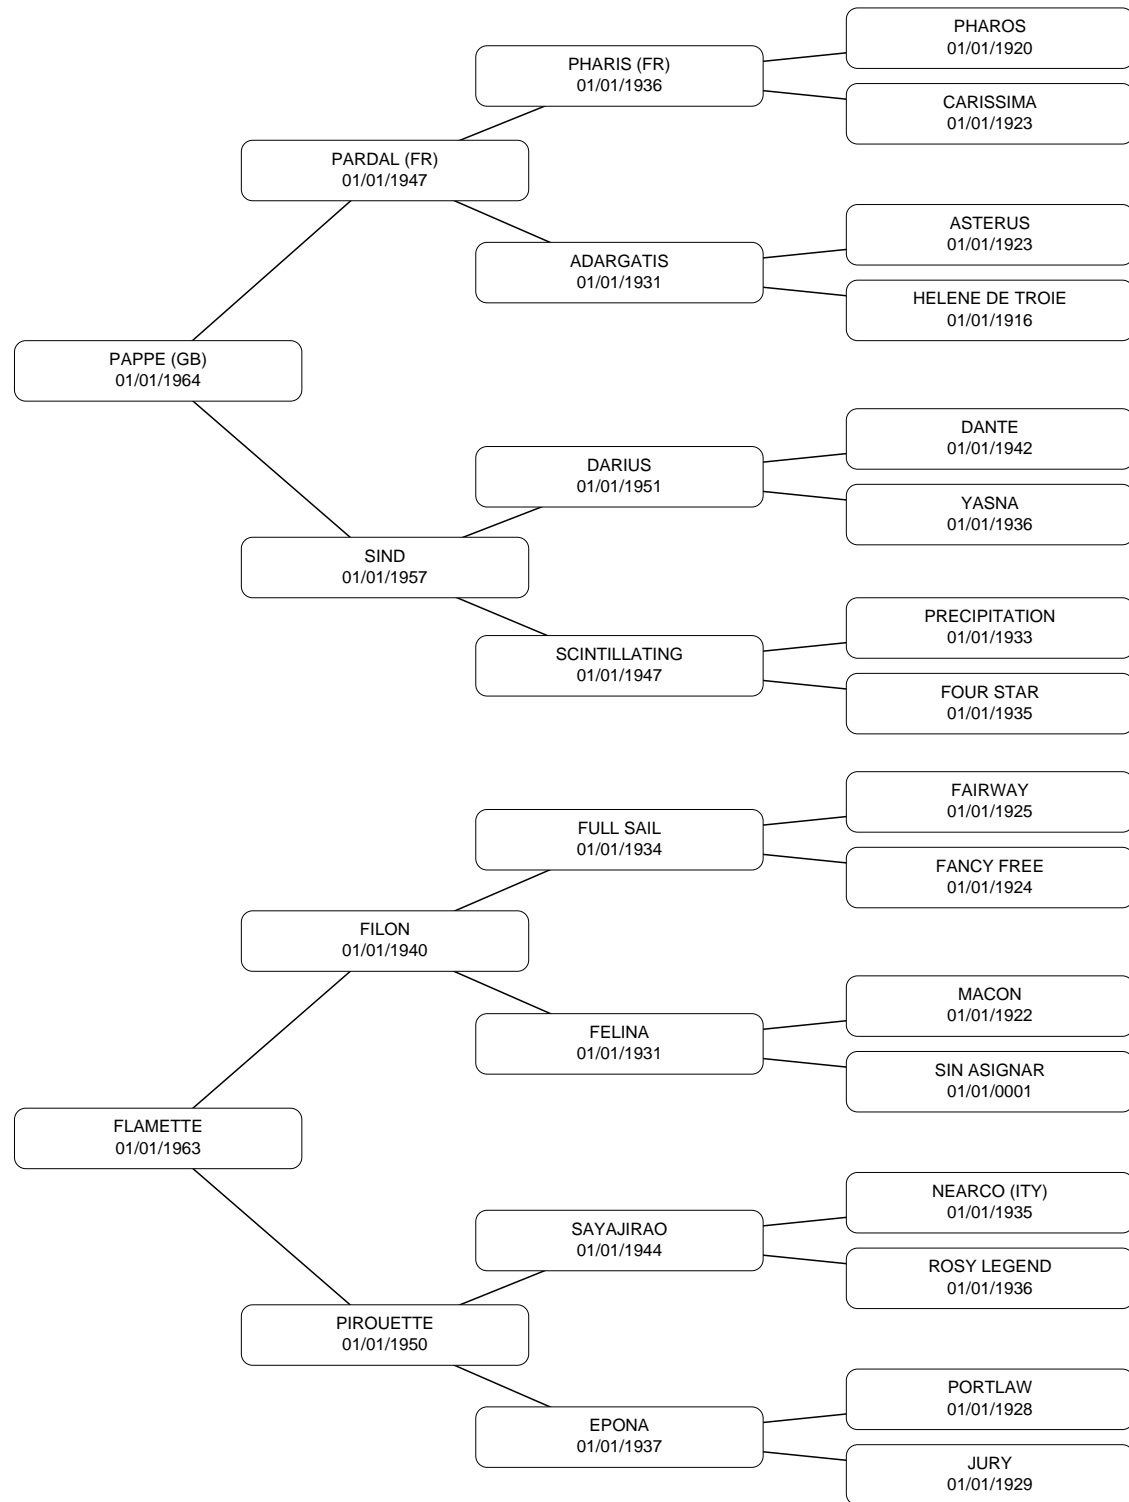 PHAROS
01/01/1920
PHARIS (FR)
01/01/1936
CARISSIMA
01/01/1923
PARDAL (FR)
01/01/1947
ASTERUS
01/01/1923
ADARGATIS
01/01/1931
HELENE DE TROIE
01/01/1916
PAPPE (GB)
01/01/1964
DANTE
01/01/1942
DARIUS
01/01/1951
YASNA
01/01/1936
SIND
01/01/1957
PRECIPITATION
01/01/1933
SCINTILLATING
01/01/1947
FOUR STAR
01/01/1935
FAIRWAY
01/01/1925
FULL SAIL
01/01/1934
FANCY FREE
01/01/1924
FILON
01/01/1940
MACON
01/01/1922
FELINA
01/01/1931
SIN ASIGNAR
01/01/0001
FLAMETTE
01/01/1963
NEARCO (ITY)
01/01/1935
SAYAJIRAO
01/01/1944
ROSY LEGEND
01/01/1936
PIROUETTE
01/01/1950
PORTLAW
01/01/1928
EPONA
01/01/1937
JURY
01/01/1929